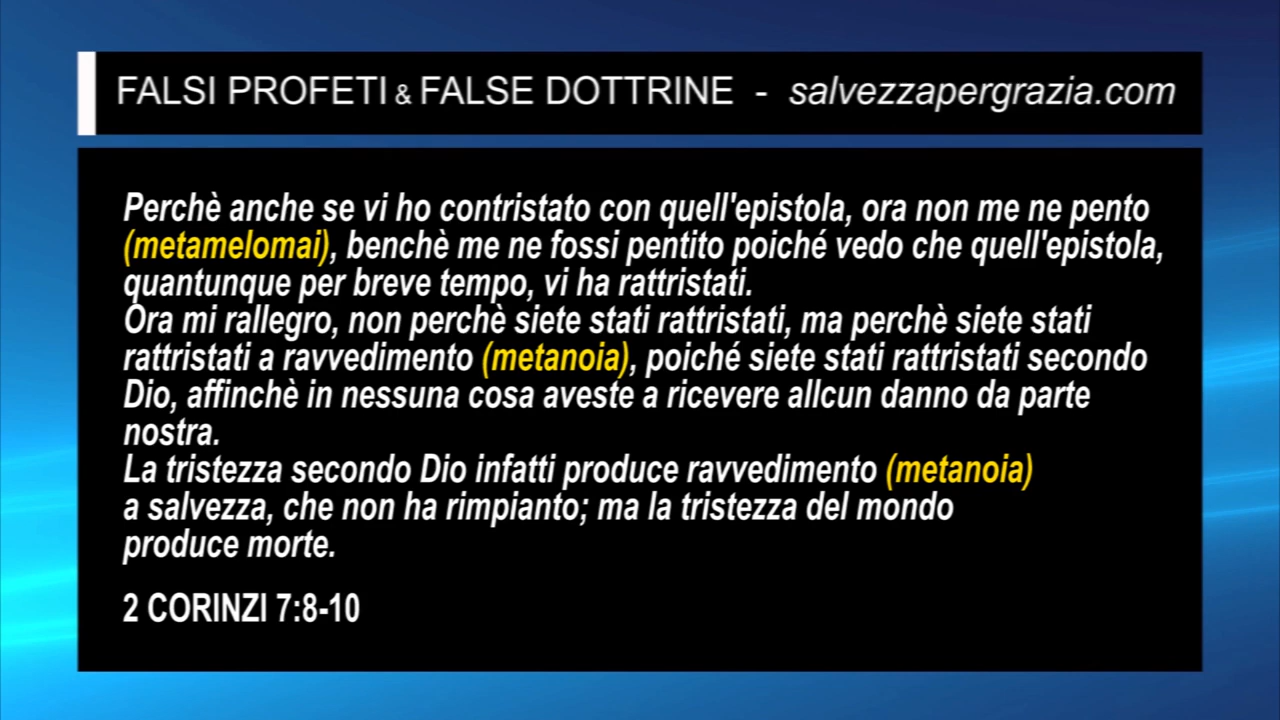 FALSI PROFETI & FALSE DOTTRINE - salvezzapergrazia.com
Perchè anche se vi ho contristato con quell'epistola, ora non me ne pento
(metamelomai), benchè me ne fossi pentito poiché vedo che quell'epistola,
quantunque per breve tempo, vi ha rattristati.
Ora mi rallegro, non perchè siete stati rattristati, ma perchè siete stati
rattristati a ravvedimento (metanoia), poiché siete stati rattristati secondo
Dio, affinchè in nessuna cosa aveste a ricevere allcun danno da parte
nostra.
La tristezza secondo Dio infatti produce ravvedimento (metanoia)
a salvezza, che non ha rimpianto; ma la tristezza del mondo
produce morte.
2 CORINZI 7:8-10